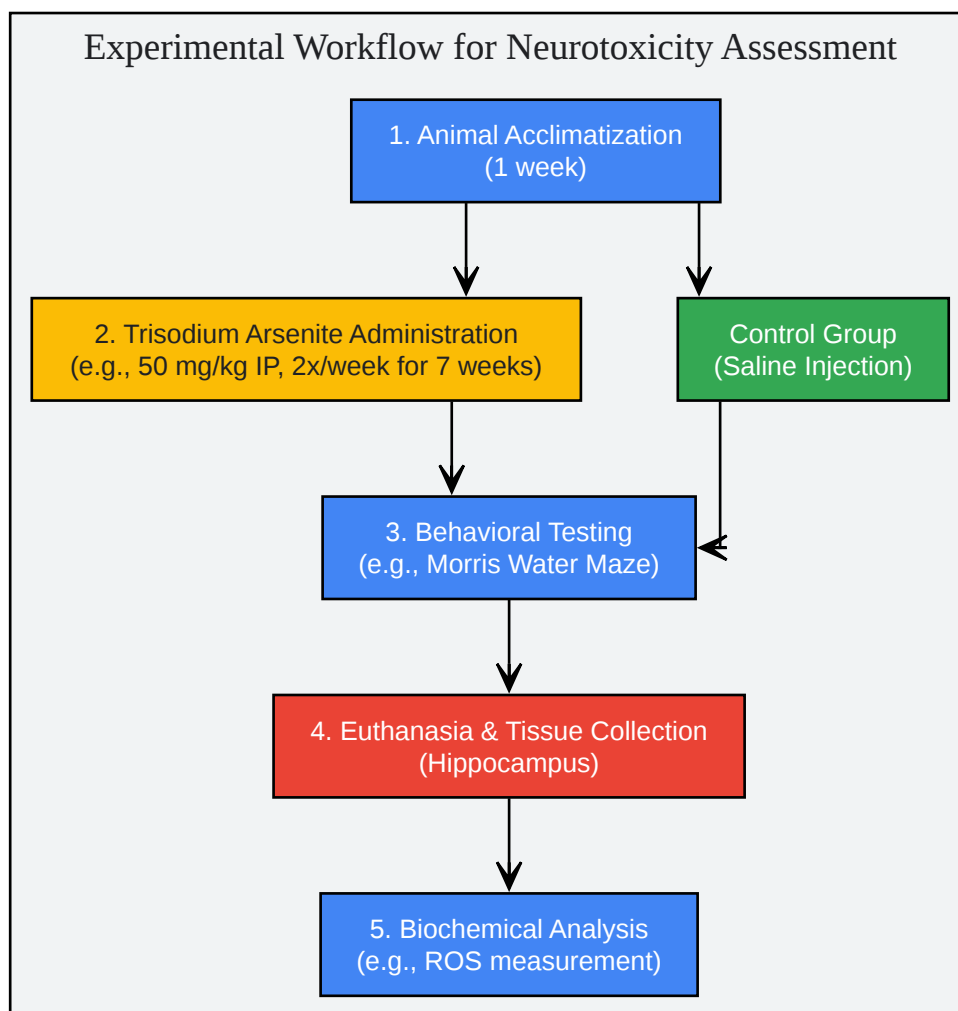 Experimental Workflow for Neurotoxicity Assessment
1. Animal Acclimatization
(1 week)
2. Trisodium Arsenite Administration
(e.g., 50 mg/kg IP, 2x/week for 7 weeks)
Control Group
(Saline Injection)
3. Behavioral Testing
(e.g., Morris Water Maze)
4. Euthanasia & Tissue Collection
(Hippocampus)
5. Biochemical Analysis
(e.g., ROS measurement)